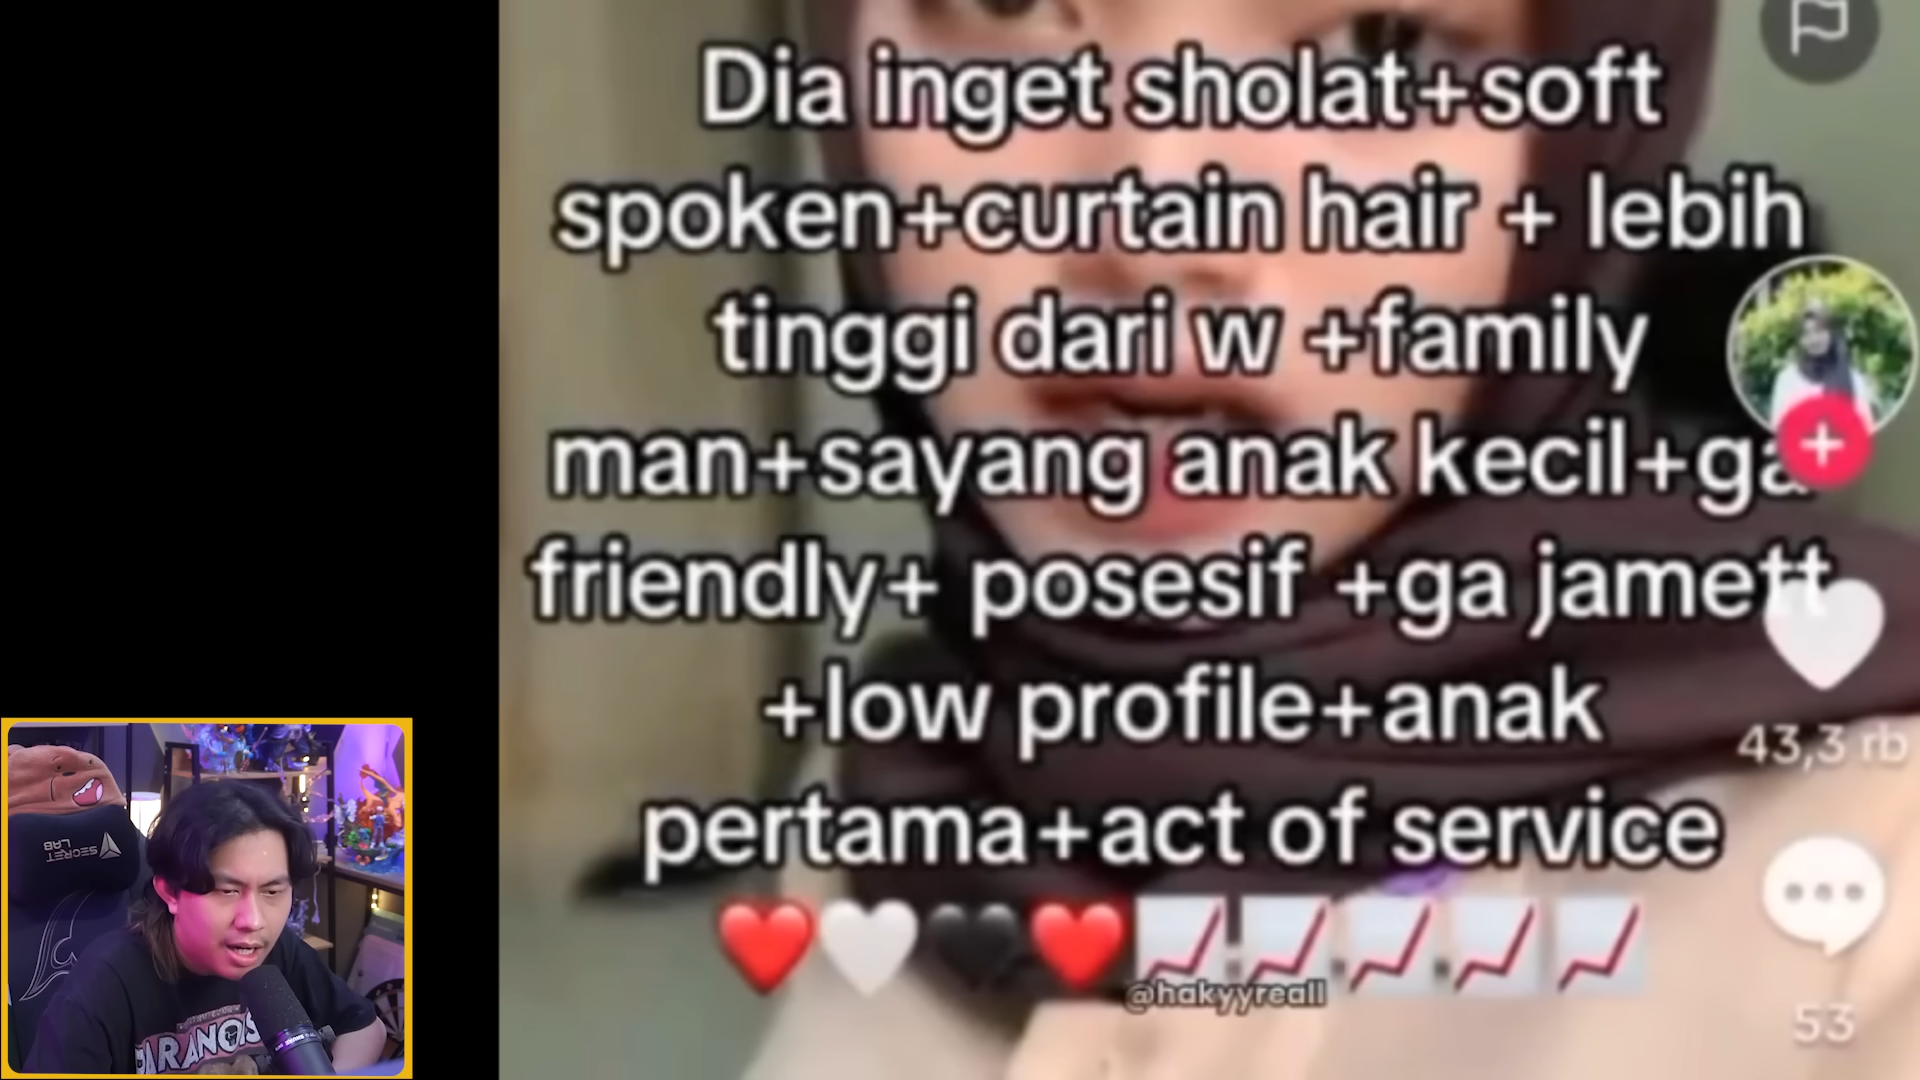 Dia inget sholat+soft
spoken+curtain hair + lebih
tinggi dari w +family
man+sayang anak kecil+ga
friendly+ posesif +ga jamett
+low profile+anak
pertama+act of service
@hakyyreall
43,3 rb
53
SECRET
LAB
PARANOIS